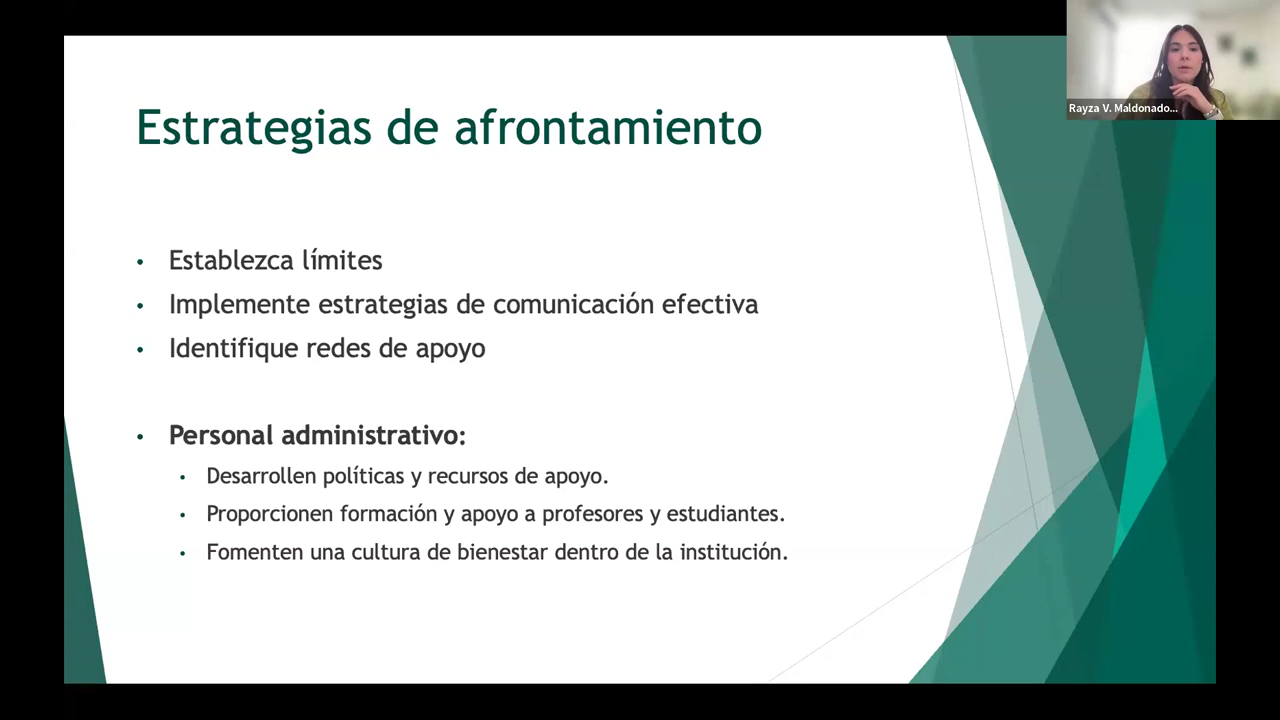 Rayza V. Maldonado...
Estrategias de afrontamiento
• Establezca límites
• Implemente estrategias de comunicación efectiva
• Identifique redes de apoyo
• Personal administrativo:
• Desarrollen políticas y recursos de apoyo.
• Proporcionen formación y apoyo a profesores y estudiantes.
• Fomenten una cultura de bienestar dentro de la institución.